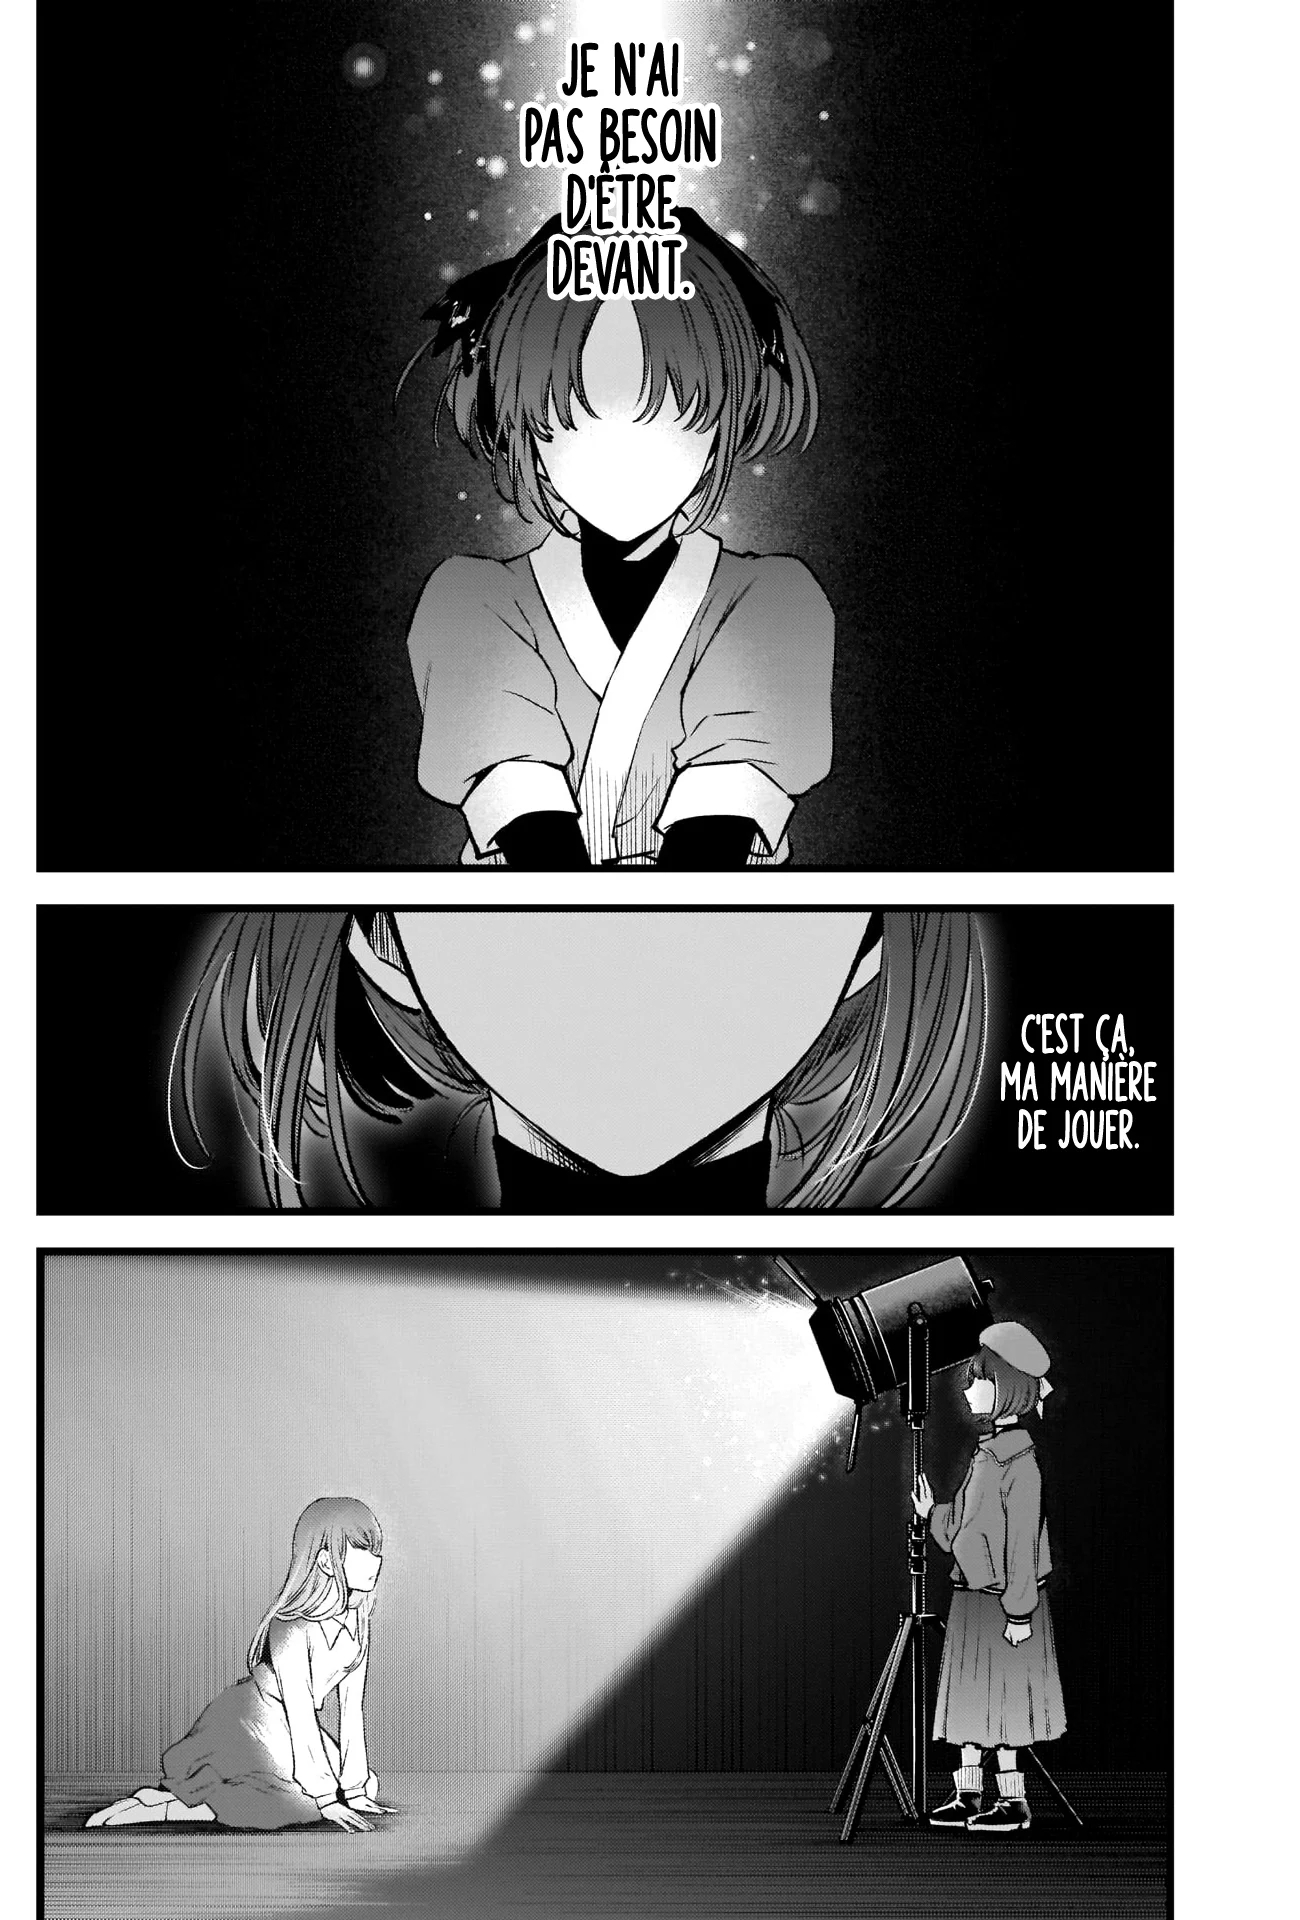 JE N'AI
PAS BESOIN
D'ÊTRE
DEVANT.
C'EST ÇA,
MA MANIÈRE
DE JOUER.